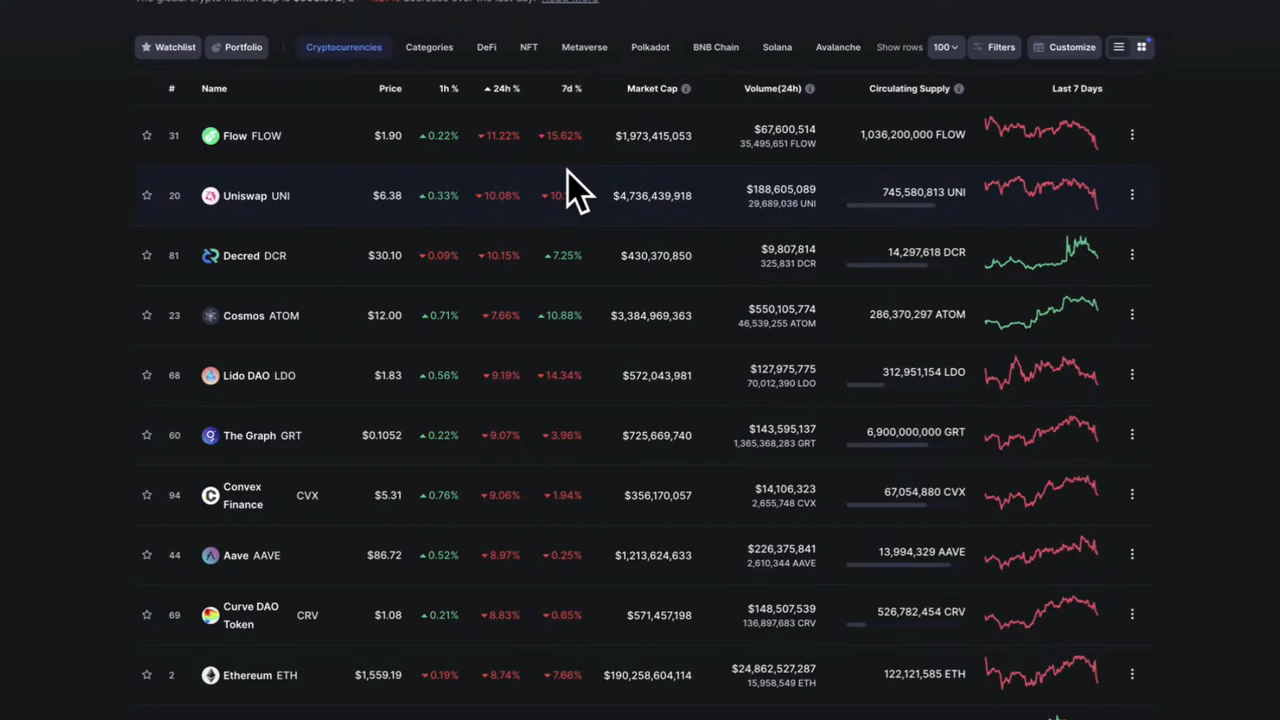 Watchlist Portfolio Cryptocurrencies Categories DeFi NFT Metaverse Polkadot BNB Chain Solana Avalanche Show rows 100 Filters Customize
# Name Price 1h % 24h % 7d % Market Cap Volume(24h) Circulating Supply Last 7 Days
31 Flow FLOW $1.90 0.22% 11.22% 15.62% $1,973,415,053 $67,600,514 1,036,200,000 FLOW
35,495,651 FLOW
20 Uniswap UNI $6.38 0.33% 10.08% $4,736,439,918 $188,605,089 745,580,813 UNI
29,689,036 UNI
81 Decred DCR $30.10 0.09% 10.15% 7.25% $430,370,850 $9,807,814 14,297,618 DCR
325,831 DCR
23 Cosmos ATOM $12.00 0.71% 7.66% 10.88% $3,384,969,363 $550,105,774 286,370,297 ATOM
46,539,255 ATOM
68 Lido DAO LDO $1.83 0.56% 9.19% 14.34% $572,043,981 $127,975,775 312,951,154 LDO
70,012,390 LDO
60 The Graph GRT $0.1052 0.22% 9.07% 3.96% $725,669,740 $143,595,137 6,900,000,000 GRT
1,365,368,283 GRT
94 Convex Finance CVX $5.31 0.76% 9.06% 1.94% $356,170,057 $14,106,323 67,054,880 CVX
2,655,748 CVX
44 Aave AAVE $86.72 0.52% 8.97% 0.25% $1,213,624,633 $226,375,841 13,994,329 AAVE
2,610,344 AAVE
69 Curve DAO Token CRV $1.08 0.21% 8.83% 0.65% $571,457,198 $148,507,539 526,782,454 CRV
136,897,683 CRV
2 Ethereum ETH $1,559.19 0.19% 8.74% 7.66% $190,258,604,114 $24,862,527,287 122,121,585 ETH
15,958,549 ETH